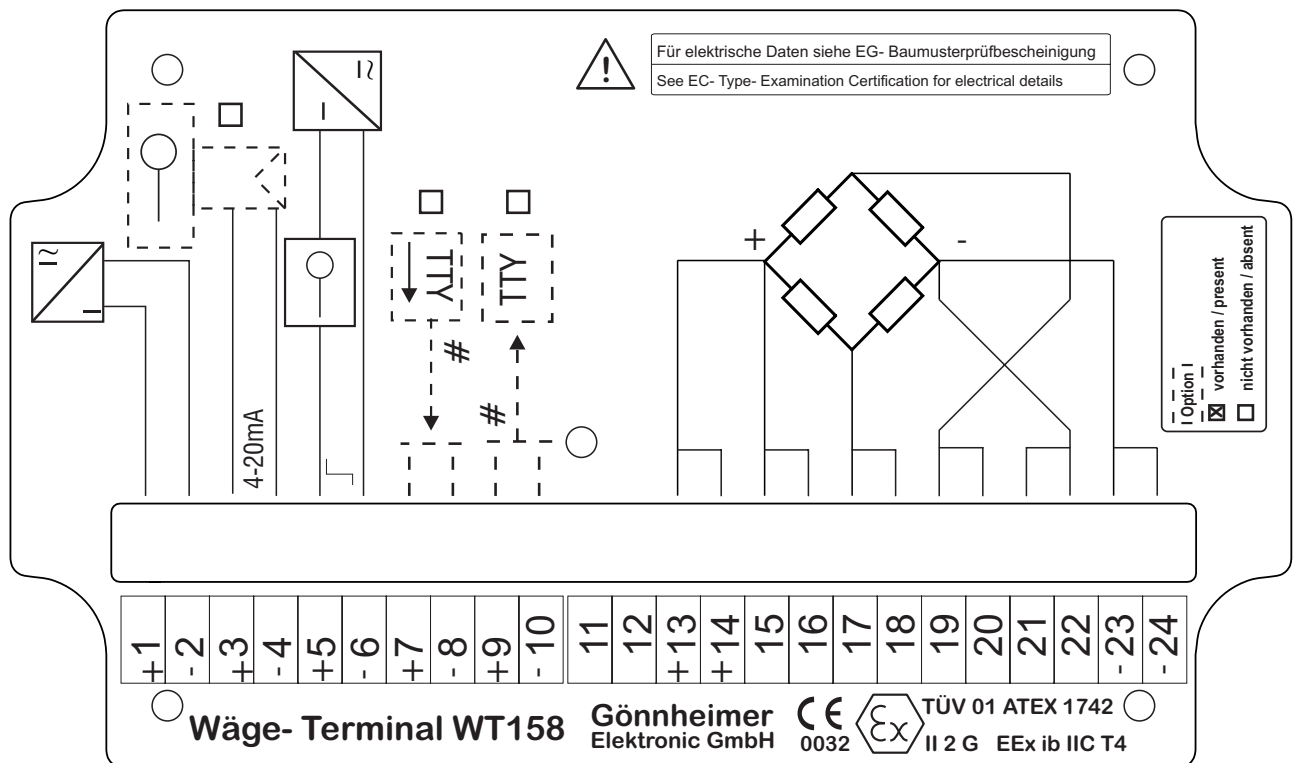 Für elektrische Daten siehe EG- Baumusterprüfbescheinigung
See EC- Type- Examination Certification for electrical details
4-20mA
TTY
TTY
#
#
+
-
Option
vorhanden / present
nicht vorhanden / absent
+1
- 2
+3
- 4
+5
- 6
+7
- 8
+9
- 10
11
12
+13
+14
15
16
17
18
19
20
21
22
- 23
- 24
Wäge- Terminal WT158
Gönnheimer
Elektronic GmbH
CE
0032
Ex
TÜV 01 ATEX 1742
II 2 G EEx ib IIC T4